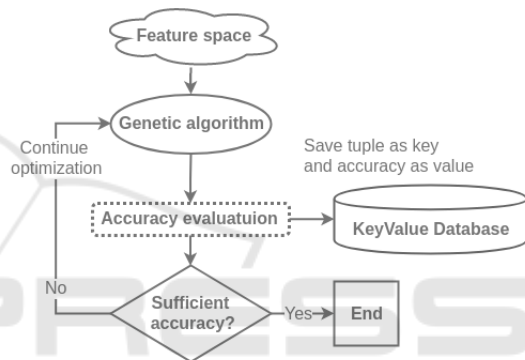 Feature space
Genetic algorithm
Continue
optimization
Save tuple as key
and accuracy as value
Accuracy evaluatuion
KeyValue Database
No
Sufficient
accuracy?
Yes
End
PRESS